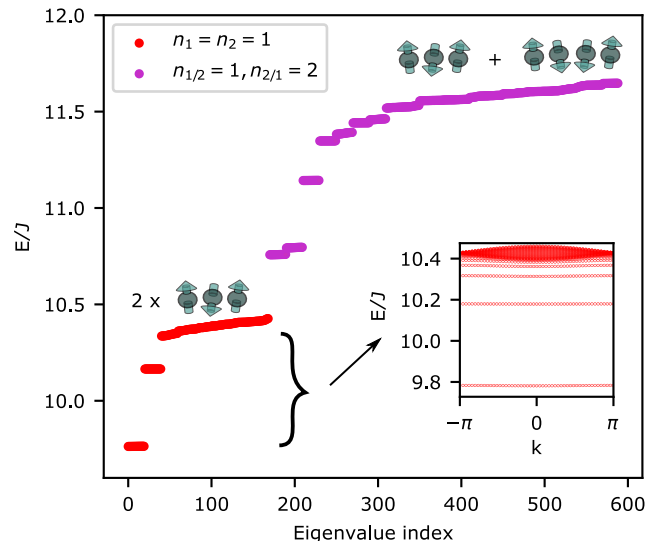 12.0
n₁ = n₂ = 1
n₁/₂ = 1, n₂/₁ = 2
+
11.5
11.0
E/J
10.5
2 x
10.0
10.4
10.2
E/J
10.0
9.8
−π 0 π
k
0 100 200 300 400 500 600
Eigenvalue index